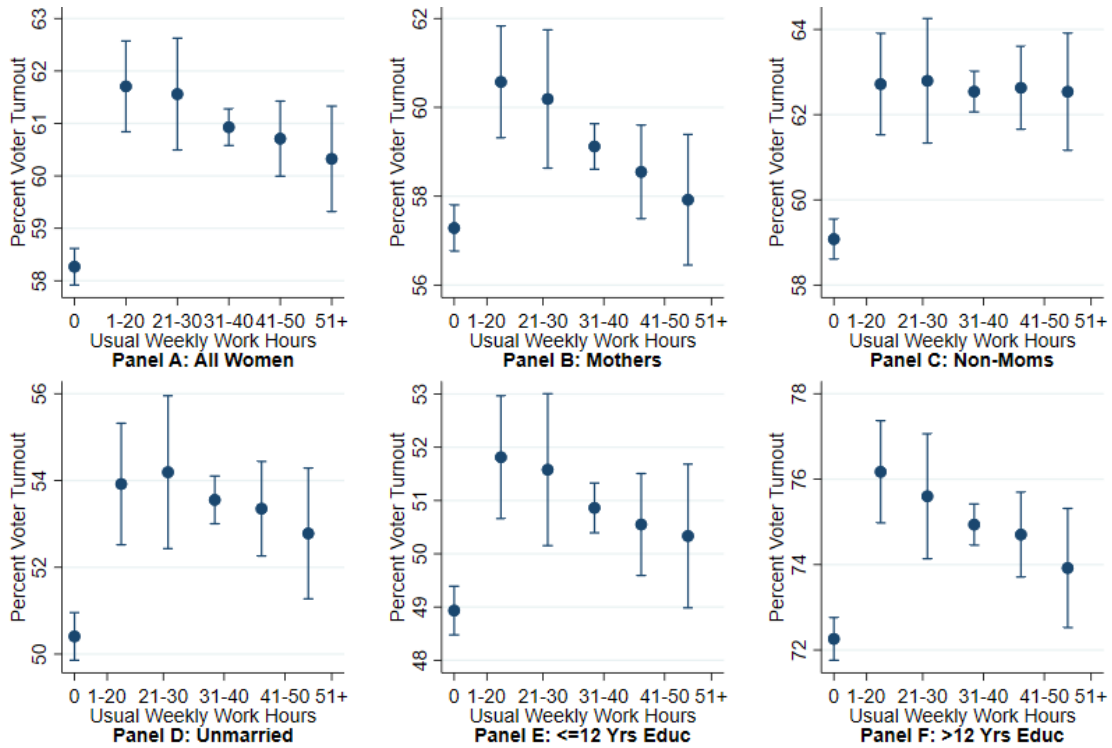 Percent Voter Turnout
63
62
61
60
59
58
0 1-20 21-30 31-40 41-50 51+
Usual Weekly Work Hours
Panel A: All Women
Percent Voter Turnout
62
60
58
56
0 1-20 21-30 31-40 41-50 51+
Usual Weekly Work Hours
Panel B: Mothers
Percent Voter Turnout
64
62
60
58
0 1-20 21-30 31-40 41-50 51+
Usual Weekly Work Hours
Panel C: Non-Moms
Percent Voter Turnout
56
54
52
50
0 1-20 21-30 31-40 41-50 51+
Usual Weekly Work Hours
Panel D: Unmarried
Percent Voter Turnout
53
52
51
50
49
48
0 1-20 21-30 31-40 41-50 51+
Usual Weekly Work Hours
Panel E: <=12 Yrs Educ
Percent Voter Turnout
78
76
74
72
0 1-20 21-30 31-40 41-50 51+
Usual Weekly Work Hours
Panel F: >12 Yrs Educ